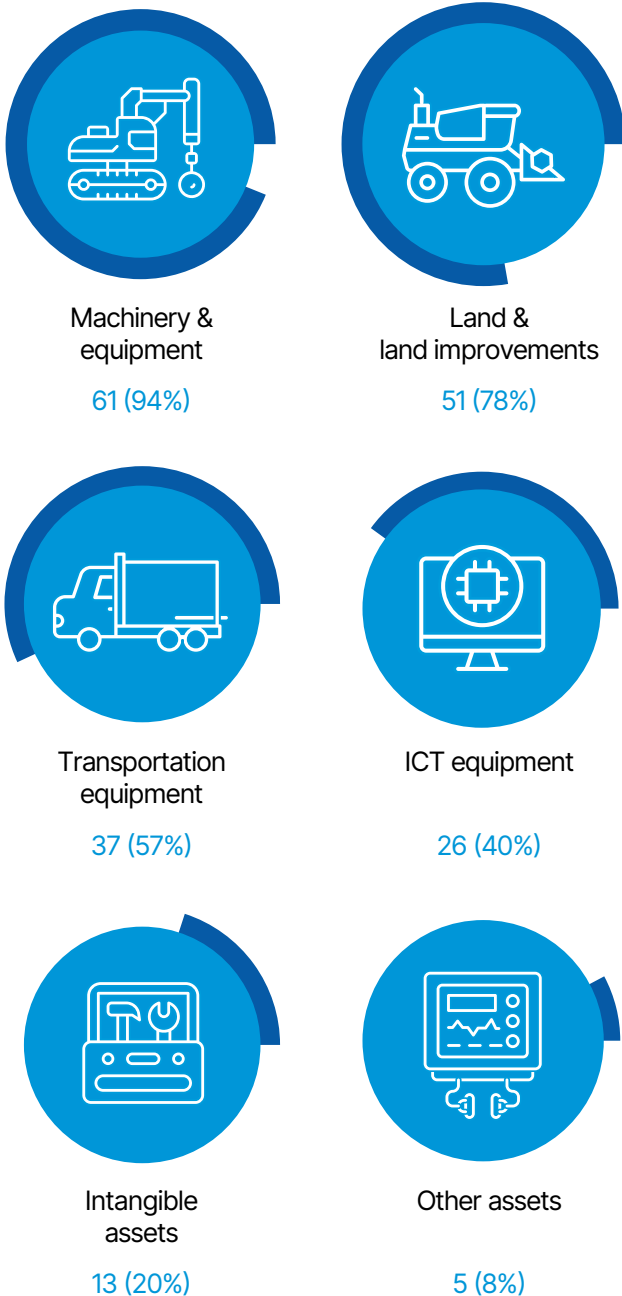 Machinery &
equipment
61 (94%)
Land &
land improvements
51 (78%)
Transportation
equipment
37 (57%)
ICT equipment
26 (40%)
Intangible
assets
13 (20%)
Other assets
5 (8%)